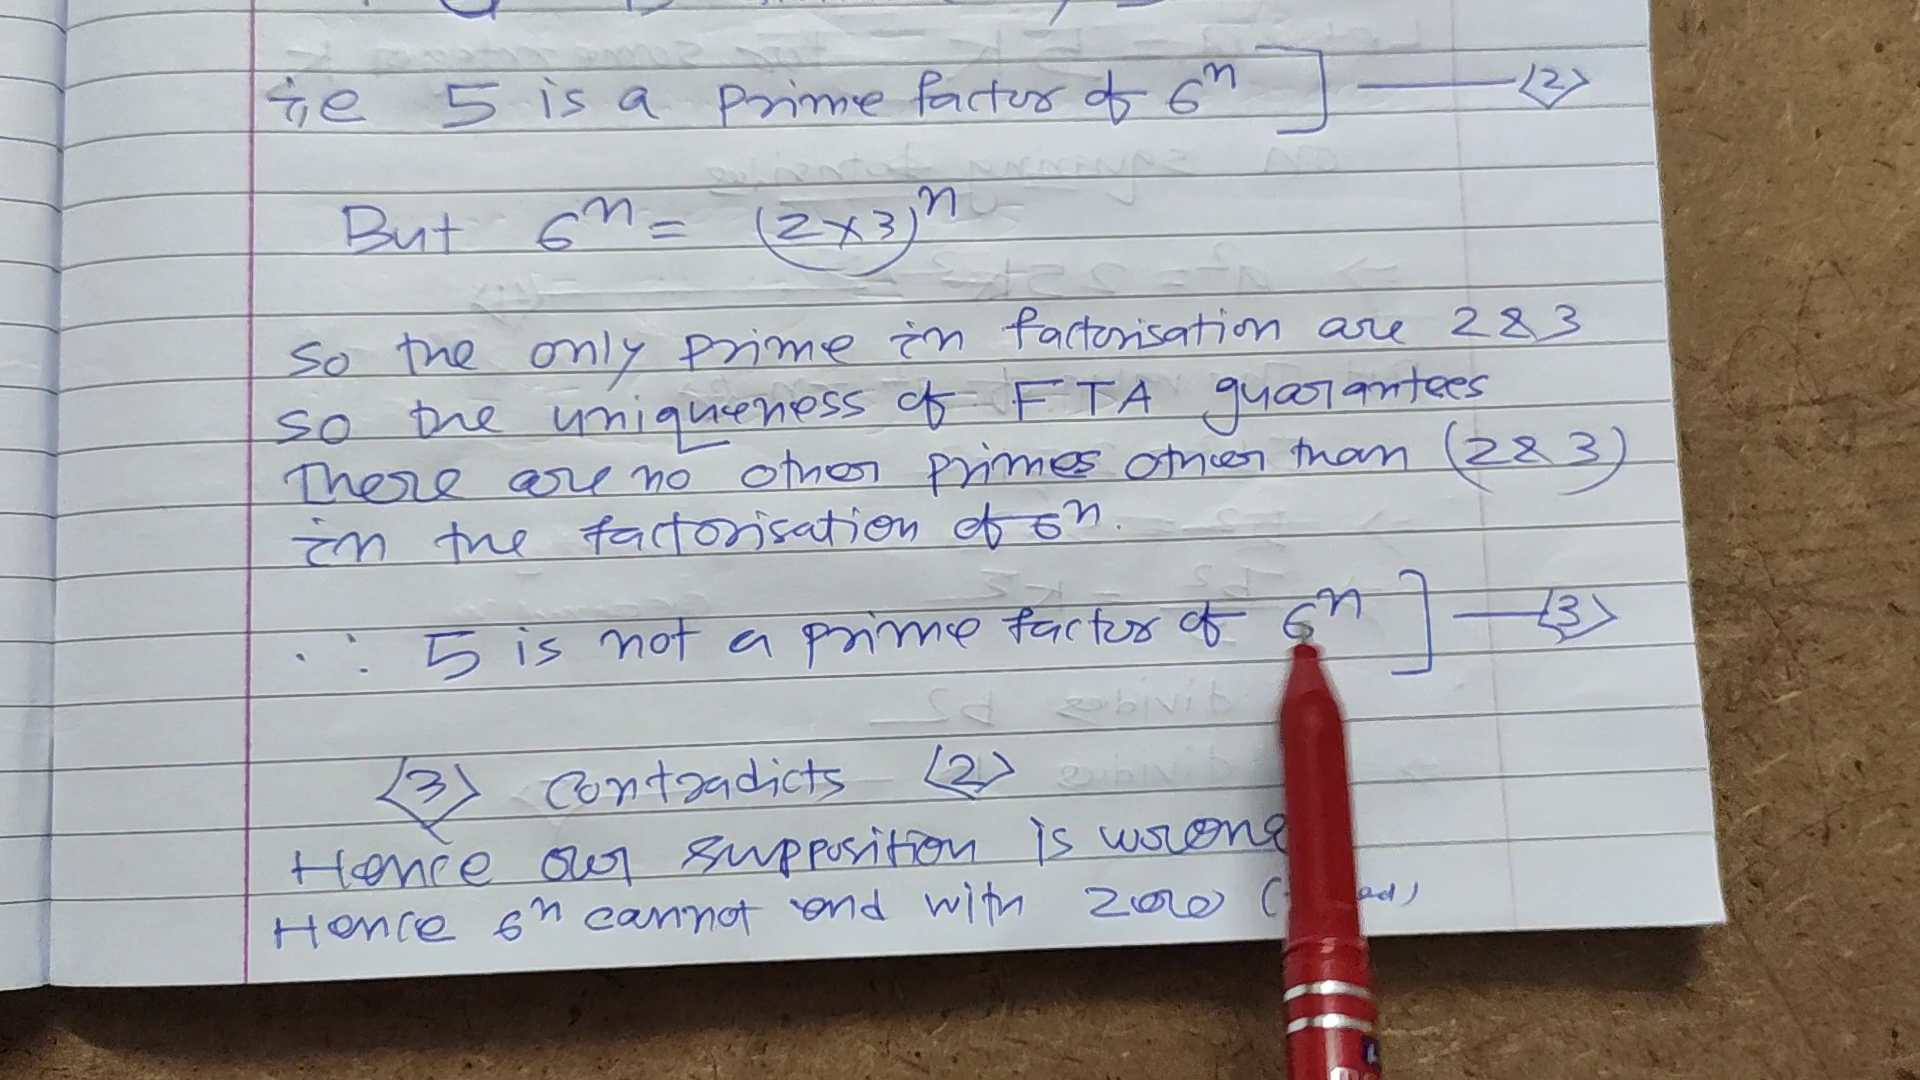 i,e 5 is a prime factor of 6ⁿ ] —— <2>
But 6ⁿ = (2×3)ⁿ
So the only prime in factorisation are 2 & 3
So the uniqueness of FTA guarantees
There are no other primes other than (2 & 3)
in the factorisation of 6ⁿ.
∴ 5 is not a prime factor of 6ⁿ ] — <3>
<3> Contradicts <2>
Hence our supposition is wrong
Hence 6ⁿ cannot end with zero